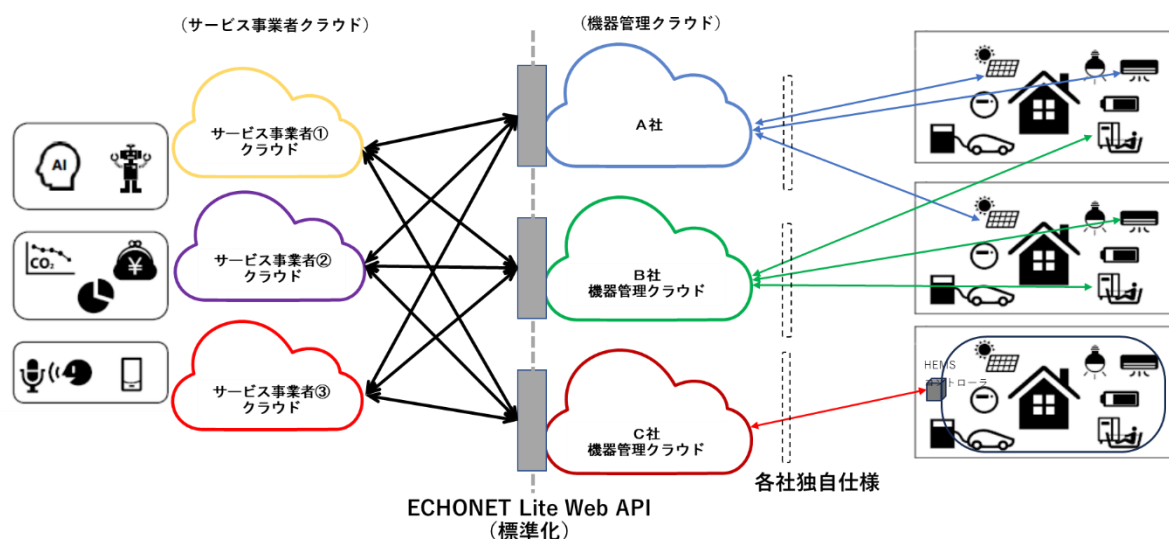 (サービス事業者クラウド)
(機器管理クラウド)
サービス事業者①
クラウド
A社
AI
サービス事業者②
クラウド
B社
機器管理クラウド
CO₂
¥
サービス事業者③
クラウド
C社
機器管理クラウド
HEMS
各社独自仕様
ECHONET Lite Web API
(標準化)